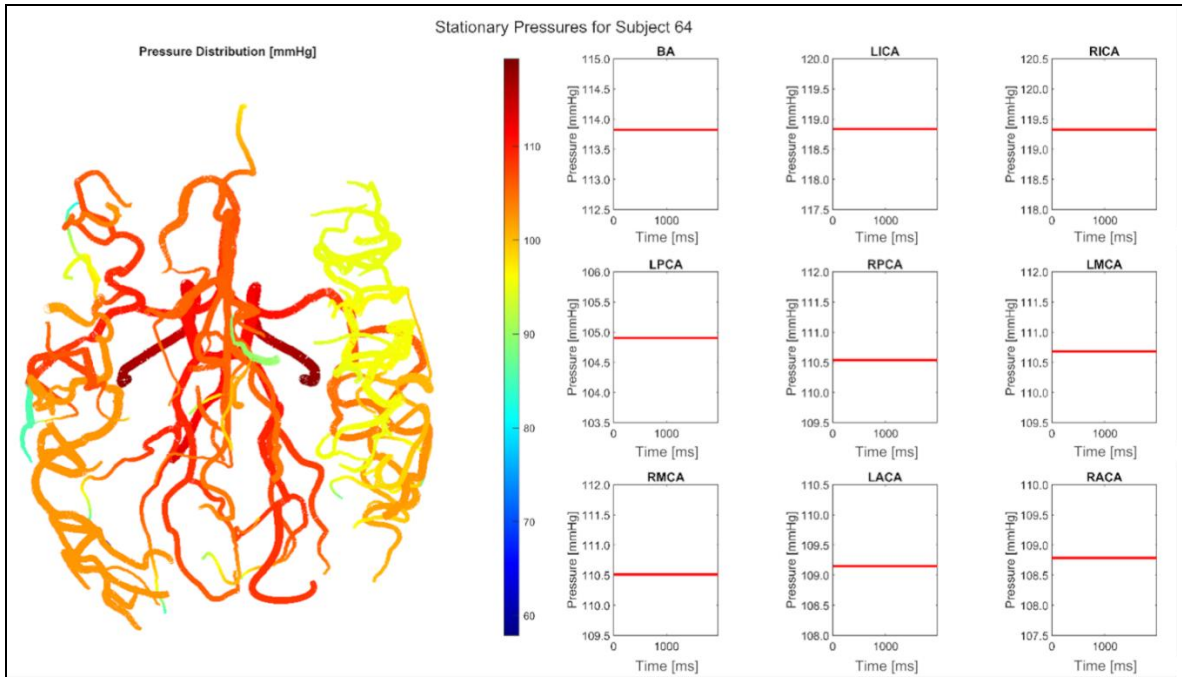 Stationary Pressures for Subject 64
Pressure Distribution [mmHg]
110
100
90
80
70
60
BA
Pressure [mmHg]
115.0
114.5
114.0
113.5
113.0
112.5
0
1000
Time [ms]
LICA
Pressure [mmHg]
120.0
119.5
119.0
118.5
118.0
117.5
0
1000
Time [ms]
RICA
Pressure [mmHg]
120.5
120.0
119.5
119.0
118.5
118.0
0
1000
Time [ms]
LPCA
Pressure [mmHg]
106.0
105.5
105.0
104.5
104.0
103.5
0
1000
Time [ms]
RPCA
Pressure [mmHg]
112.0
111.5
111.0
110.5
110.0
109.5
0
1000
Time [ms]
LMCA
Pressure [mmHg]
112.0
111.5
111.0
110.5
110.0
109.5
0
1000
Time [ms]
RMCA
Pressure [mmHg]
112.0
111.5
111.0
110.5
110.0
109.5
0
1000
Time [ms]
LACA
Pressure [mmHg]
110.5
110.0
109.5
109.0
108.5
108.0
0
1000
Time [ms]
RACA
Pressure [mmHg]
110.0
109.5
109.0
108.5
108.0
107.5
0
1000
Time [ms]